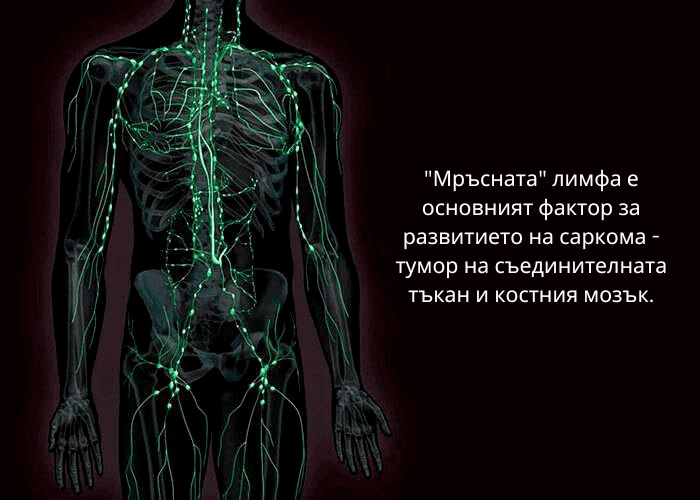 "Мръсната" лимфа е
основният фактор за
развитието на саркома -
тумор на съединителната
тъкан и костния мозък.